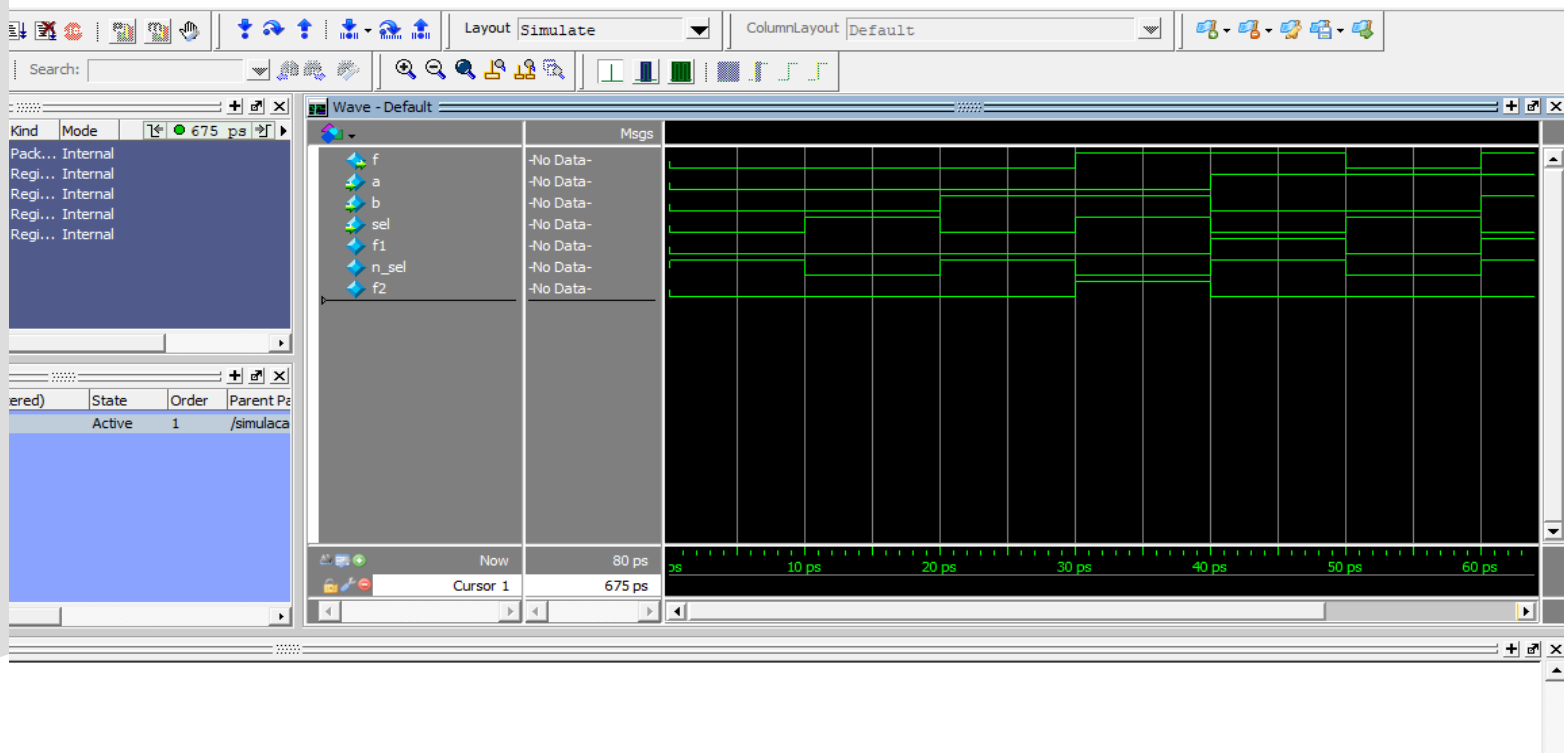 Layout Simulate
ColumnLayout Default
Search:
Wave - Default
Kind Mode 675 ps
Msgs
Pack... Internal
Regi... Internal
Regi... Internal
Regi... Internal
Regi... Internal
f -No Data-
a -No Data-
b -No Data-
sel -No Data-
f1 -No Data-
n_sel -No Data-
f2 -No Data-
ered) State Order Parent Pa
Active 1 /simulaca
Now 80 ps
ps 10 ps 20 ps 30 ps 40 ps 50 ps 60 ps
Cursor 1 675 ps